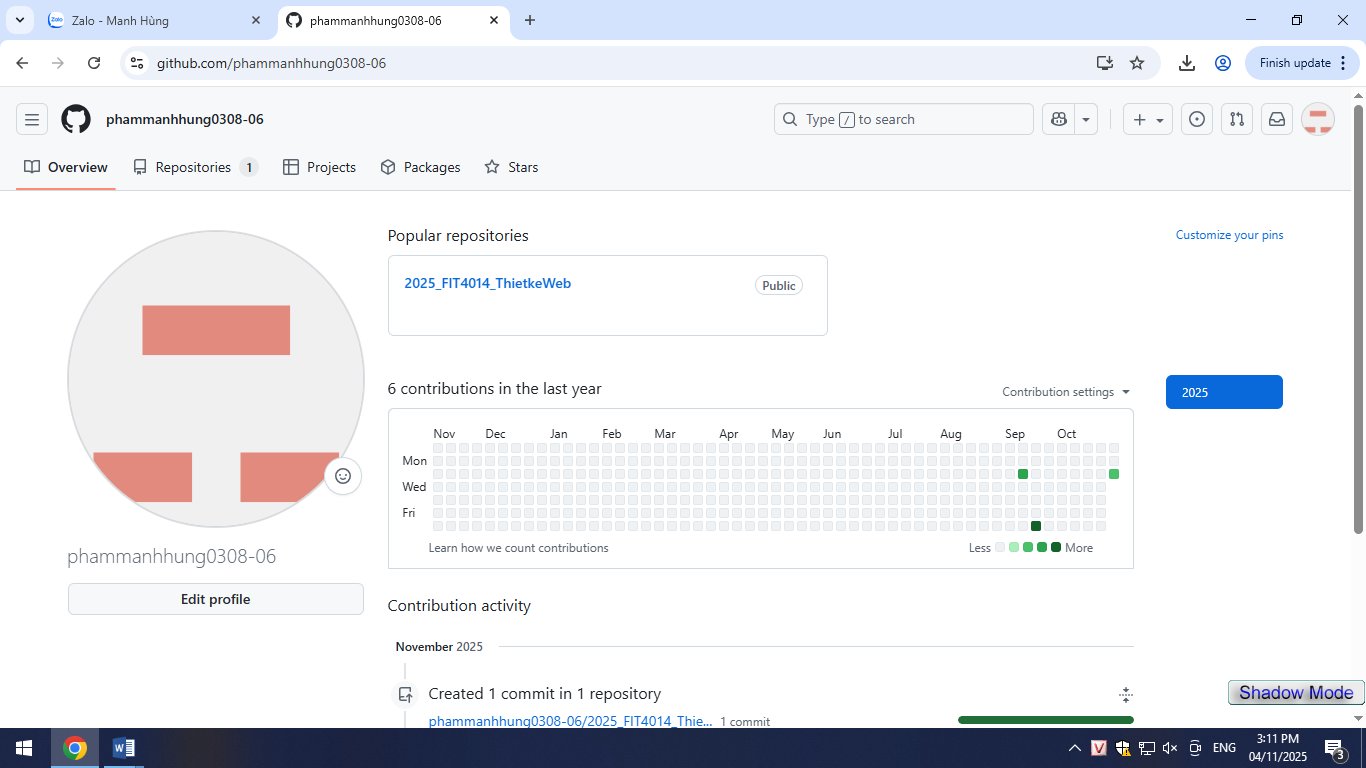 Zalo - Manh Hùng
phammanhhung0308-06
github.com/phammanhhung0308-06
Finish update
phammanhhung0308-06
Type / to search
Overview
Repositories 1
Projects
Packages
Stars
Popular repositories
Customize your pins
2025_FIT4014_ThietkeWeb
Public
6 contributions in the last year
Contribution settings
2025
Nov Dec Jan Feb Mar Apr May Jun Jul Aug Sep Oct
Mon
Wed
Fri
Learn how we count contributions
Less More
phammanhhung0308-06
Edit profile
Contribution activity
November 2025
Created 1 commit in 1 repository
phammanhhung0308-06/2025_FIT4014_Thie... 1 commit
Shadow Mode
ENG
3:11 PM
04/11/2025
3